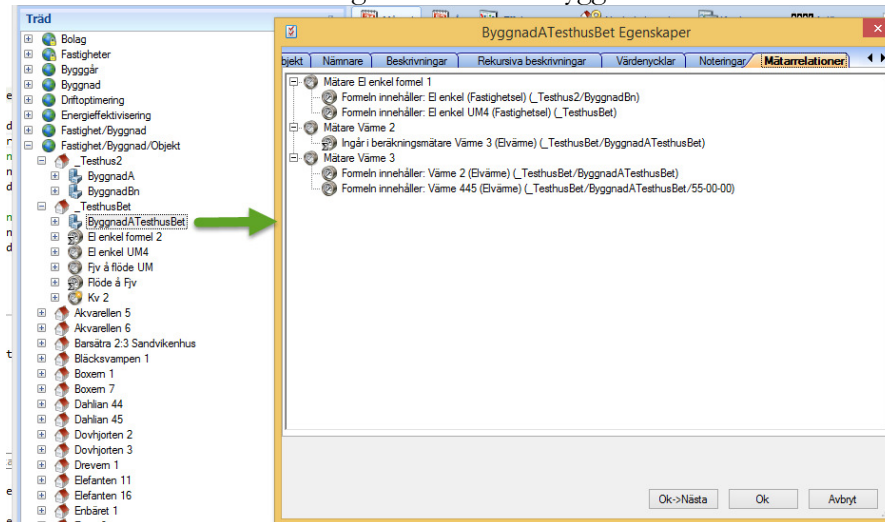 Träd
Bolag
Fastigheter
Bygggår
Byggnad
Driftoptimering
Energieffektivisering
Fastighet/Byggnad
Fastighet/Byggnad/Objekt
_Testhus2
ByggnadA
ByggnadBn
_TesthusBet
ByggnadATesthusBet
El enkel formel 2
El enkel UM4
Fjv å flöde UM
Flöde å Fjv
Kv 2
Akvarellen 5
Akvarellen 6
Barsätra 2:3 Sandvikenhus
Bläcksvampen 1
Boxern 1
Boxern 7
Dahlian 44
Dahlian 45
Dovhjorten 2
Dovhjorten 3
Drevern 1
Elefanten 11
Elefanten 16
Enbäret 1
ByggnadATesthusBet Egenskaper
bjekt Nämnare Beskrivningar Rekursiva beskrivningar Värdenycklar Noteringar Mätarrelationer
Mätare El enkel formel 1
Formeln innehåller: El enkel (Fastighetsel) (_Testhus2/ByggnadBn)
Formeln innehåller: El enkel UM4 (Fastighetsel) (_TesthusBet)
Mätare Värme 2
Ingår i beräkningsmätare Värme 3 (Elvärme) (_TesthusBet/ByggnadATesthusBet)
Mätare Värme 3
Formeln innehåller: Värme 2 (Elvärme) (_TesthusBet/ByggnadATesthusBet)
Formeln innehåller: Värme 445 (Elvärme) (_TesthusBet/ByggnadATesthusBet/55-00-00)
Ok->Nästa Ok Avbryt